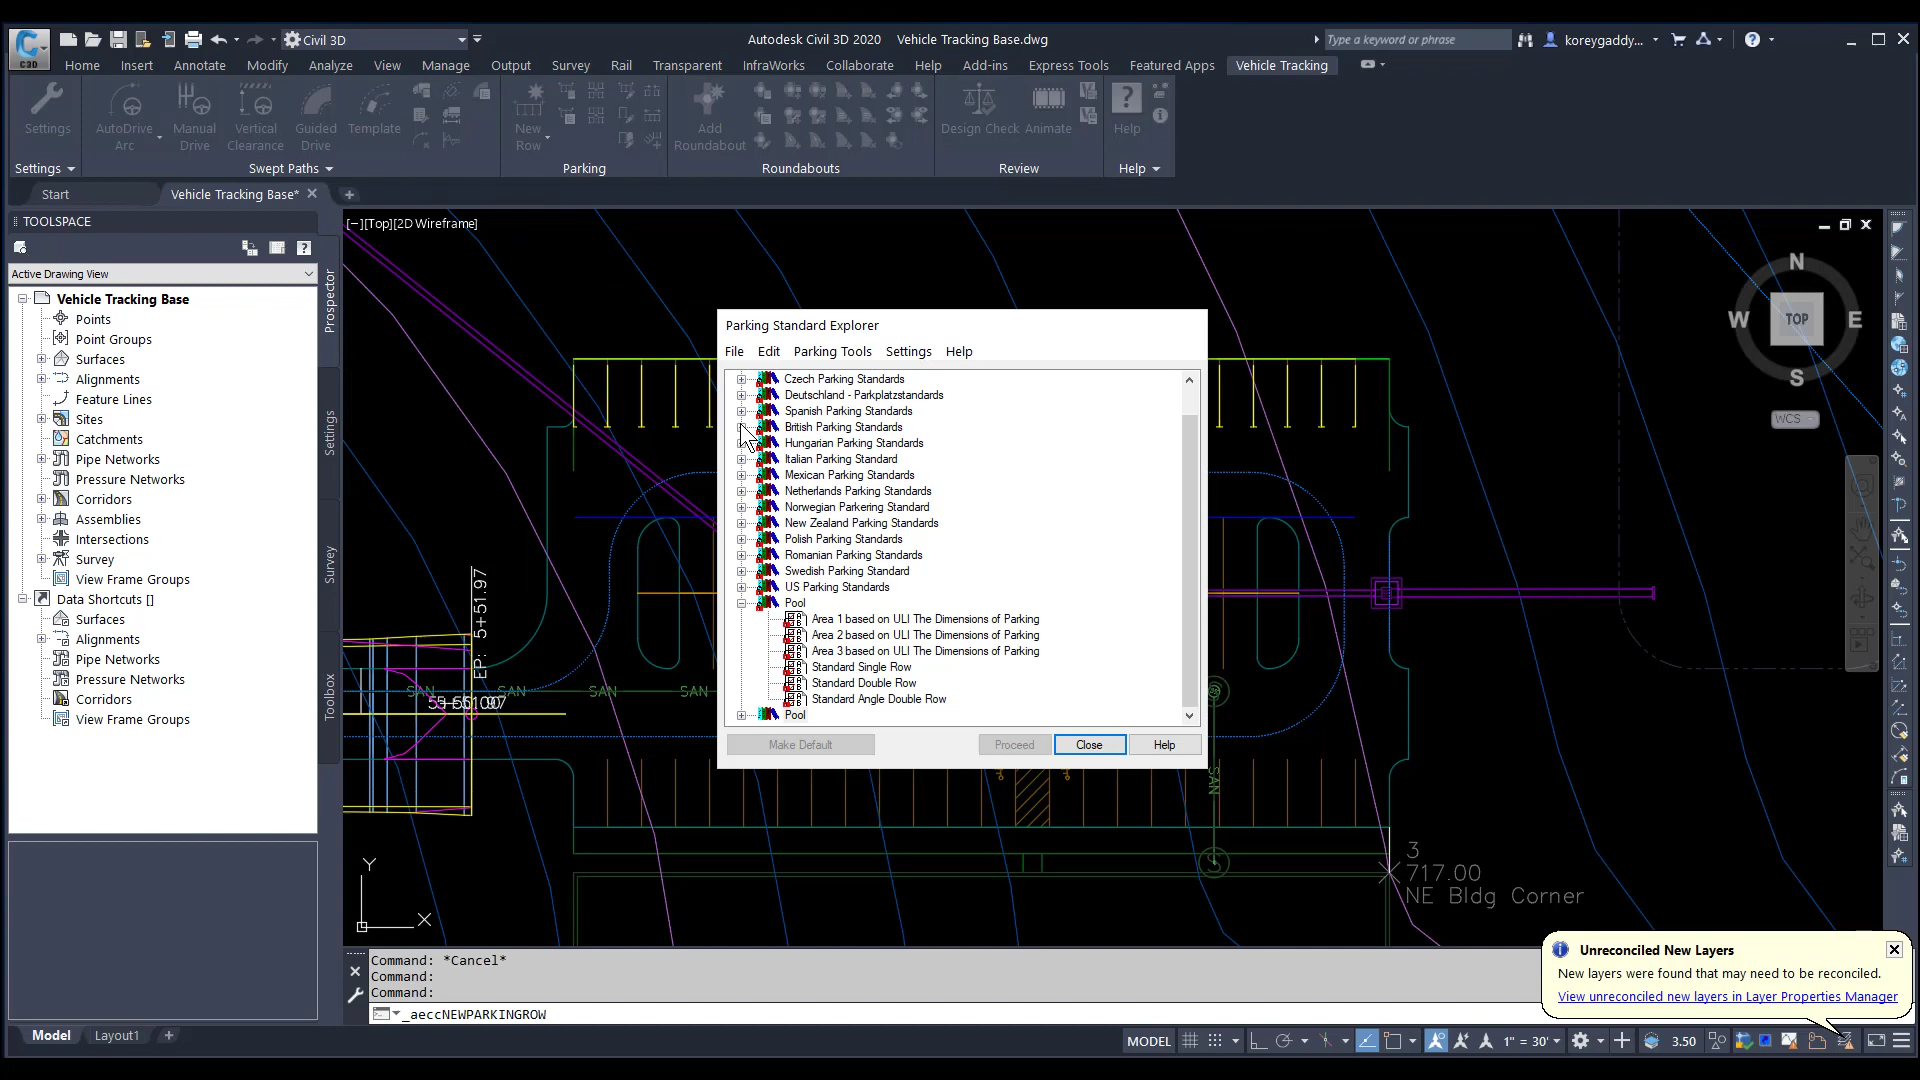 C3D
Civil 3D
Autodesk Civil 3D 2020 Vehicle Tracking Base.dwg
Type a keyword or phrase
koreygaddy...
Home Insert Annotate Modify Analyze View Manage Output Survey Rail Transparent InfraWorks Collaborate Help Add-ins Express Tools Featured Apps Vehicle Tracking
Settings
AutoDrive Arc
Manual Drive
Vertical Clearance
Guided Drive
Template
New Row
Add Roundabout
Design Check
Animate
Help
Settings
Swept Paths
Parking
Roundabouts
Review
Help
Start
Vehicle Tracking Base*
TOOLSPACE
Active Drawing View
Vehicle Tracking Base
Points
Point Groups
Surfaces
Alignments
Feature Lines
Sites
Catchments
Pipe Networks
Pressure Networks
Corridors
Assemblies
Intersections
Survey
View Frame Groups
Data Shortcuts []
Surfaces
Alignments
Pipe Networks
Pressure Networks
Corridors
View Frame Groups
Prospector
Settings
Survey
Toolbox
[−][Top][2D Wireframe]
N
W TOP E
S
WCS
EP: 5+51.97
SAN SAN SAN SAN
SAN
S
3
717.00
NE Bldg Corner
Y
X
Parking Standard Explorer
File Edit Parking Tools Settings Help
Czech Parking Standards
Deutschland - Parkplatzstandards
Spanish Parking Standards
British Parking Standards
Hungarian Parking Standards
Italian Parking Standard
Mexican Parking Standards
Netherlands Parking Standards
Norwegian Parkering Standard
New Zealand Parking Standards
Polish Parking Standards
Romanian Parking Standards
Swedish Parking Standard
US Parking Standards
Pool
Area 1 based on ULI The Dimensions of Parking
Area 2 based on ULI The Dimensions of Parking
Area 3 based on ULI The Dimensions of Parking
Standard Single Row
Standard Double Row
Standard Angle Double Row
Pool
Make Default Proceed Close Help
Command: *Cancel*
Command:
Command:
_aeccNEWPARKINGROW
Unreconciled New Layers
New layers were found that may need to be reconciled.
View unreconciled new layers in Layer Properties Manager
Model Layout1
MODEL
1" = 30'
3.50